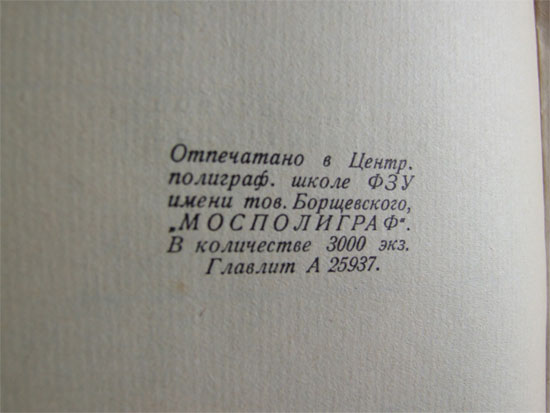 Отпечатано в Центр.
полиграф. школе ФЗУ
имени тов. Борщевского,
„МОСПОЛИГРАФ“.
В количестве 3000 экз.
Главлит А 25937.